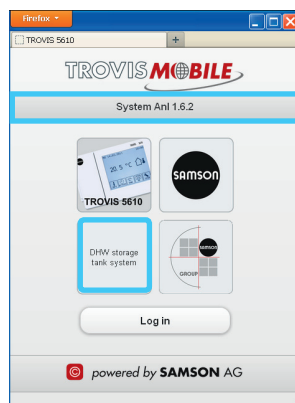 Firefox
TROVIS 5610
TROVIS MOBILE
System Anl 1.6.2
20.5 °C
TROVIS 5610
samson
DHW storage
tank system
SAMSON
GROUP
Log in
© powered by SAMSON AG